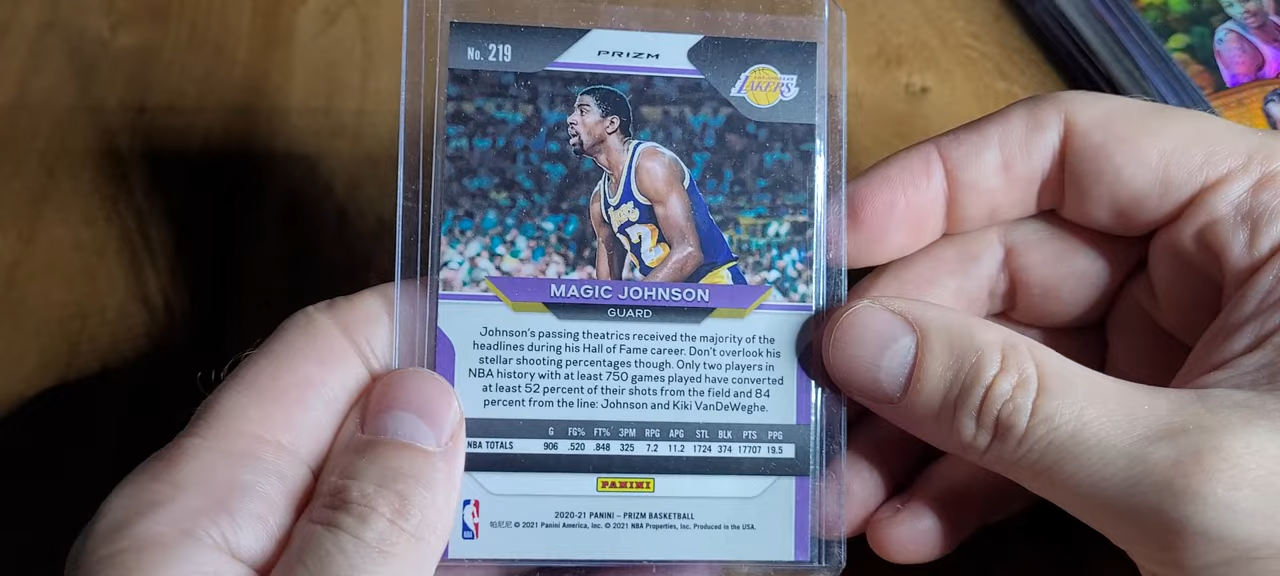 No. 219
PRIZM
LAKERS
Lakers
MAGIC JOHNSON
GUARD
Johnson's passing theatrics received the majority of the
headlines during his Hall of Fame career. Don't overlook his
stellar shooting percentages though. Only two players in
NBA history with at least 750 games played have converted
at least 52 percent of their shots from the field and 84
percent from the line: Johnson and Kiki VanDeWeghe.
G FG% FT% 3PM RPG APG STL BLK PTS PPG
NBA TOTALS 906 .520 .848 325 7.2 11.2 1724 374 17707 19.5
PANINI
2020-21 PANINI – PRIZM BASKETBALL
帕尼尼 © 2021 Panini America, Inc. © 2021 NBA Properties, Inc. Produced in the USA.
NBA